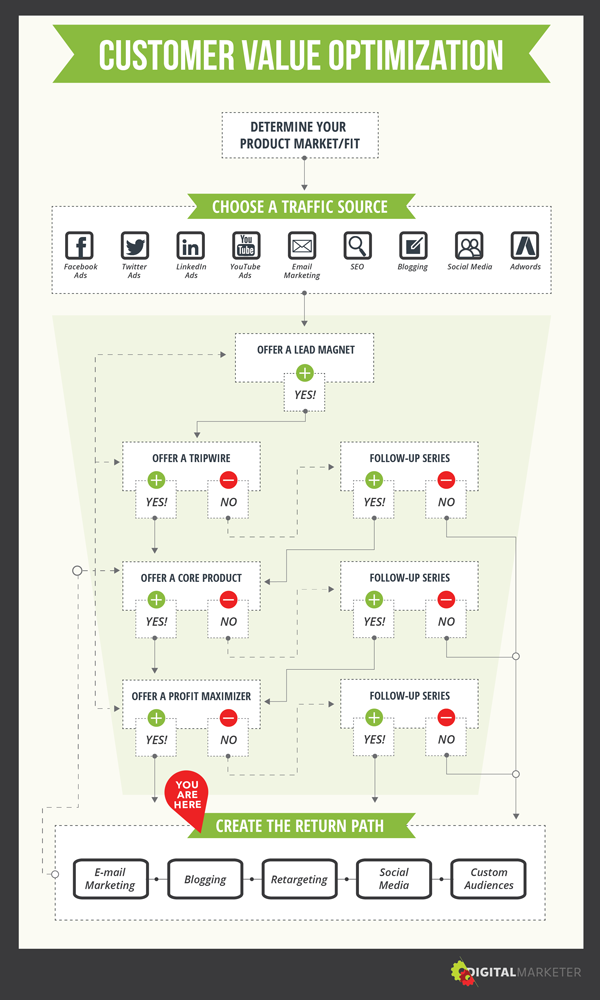 CUSTOMER VALUE OPTIMIZATION
DETERMINE YOUR
PRODUCT MARKET/FIT
CHOOSE A TRAFFIC SOURCE
You
Tube
Facebook
Ads
Twitter
Ads
LinkedIn
Ads
YouTube
Ads
Email
Marketing
SEO
Blogging
Social Media
Adwords
OFFER A LEAD MAGNET
YES!
OFFER A TRIPWIRE
YES!
NO
FOLLOW-UP SERIES
YES!
NO
OFFER A CORE PRODUCT
YES!
NO
FOLLOW-UP SERIES
YES!
NO
OFFER A PROFIT MAXIMIZER
YES!
NO
FOLLOW-UP SERIES
YES!
NO
YOU
ARE
HERE
CREATE THE RETURN PATH
E-mail
Marketing
Blogging
Retargeting
Social
Media
Custom
Audiences
DIGITALMARKETER